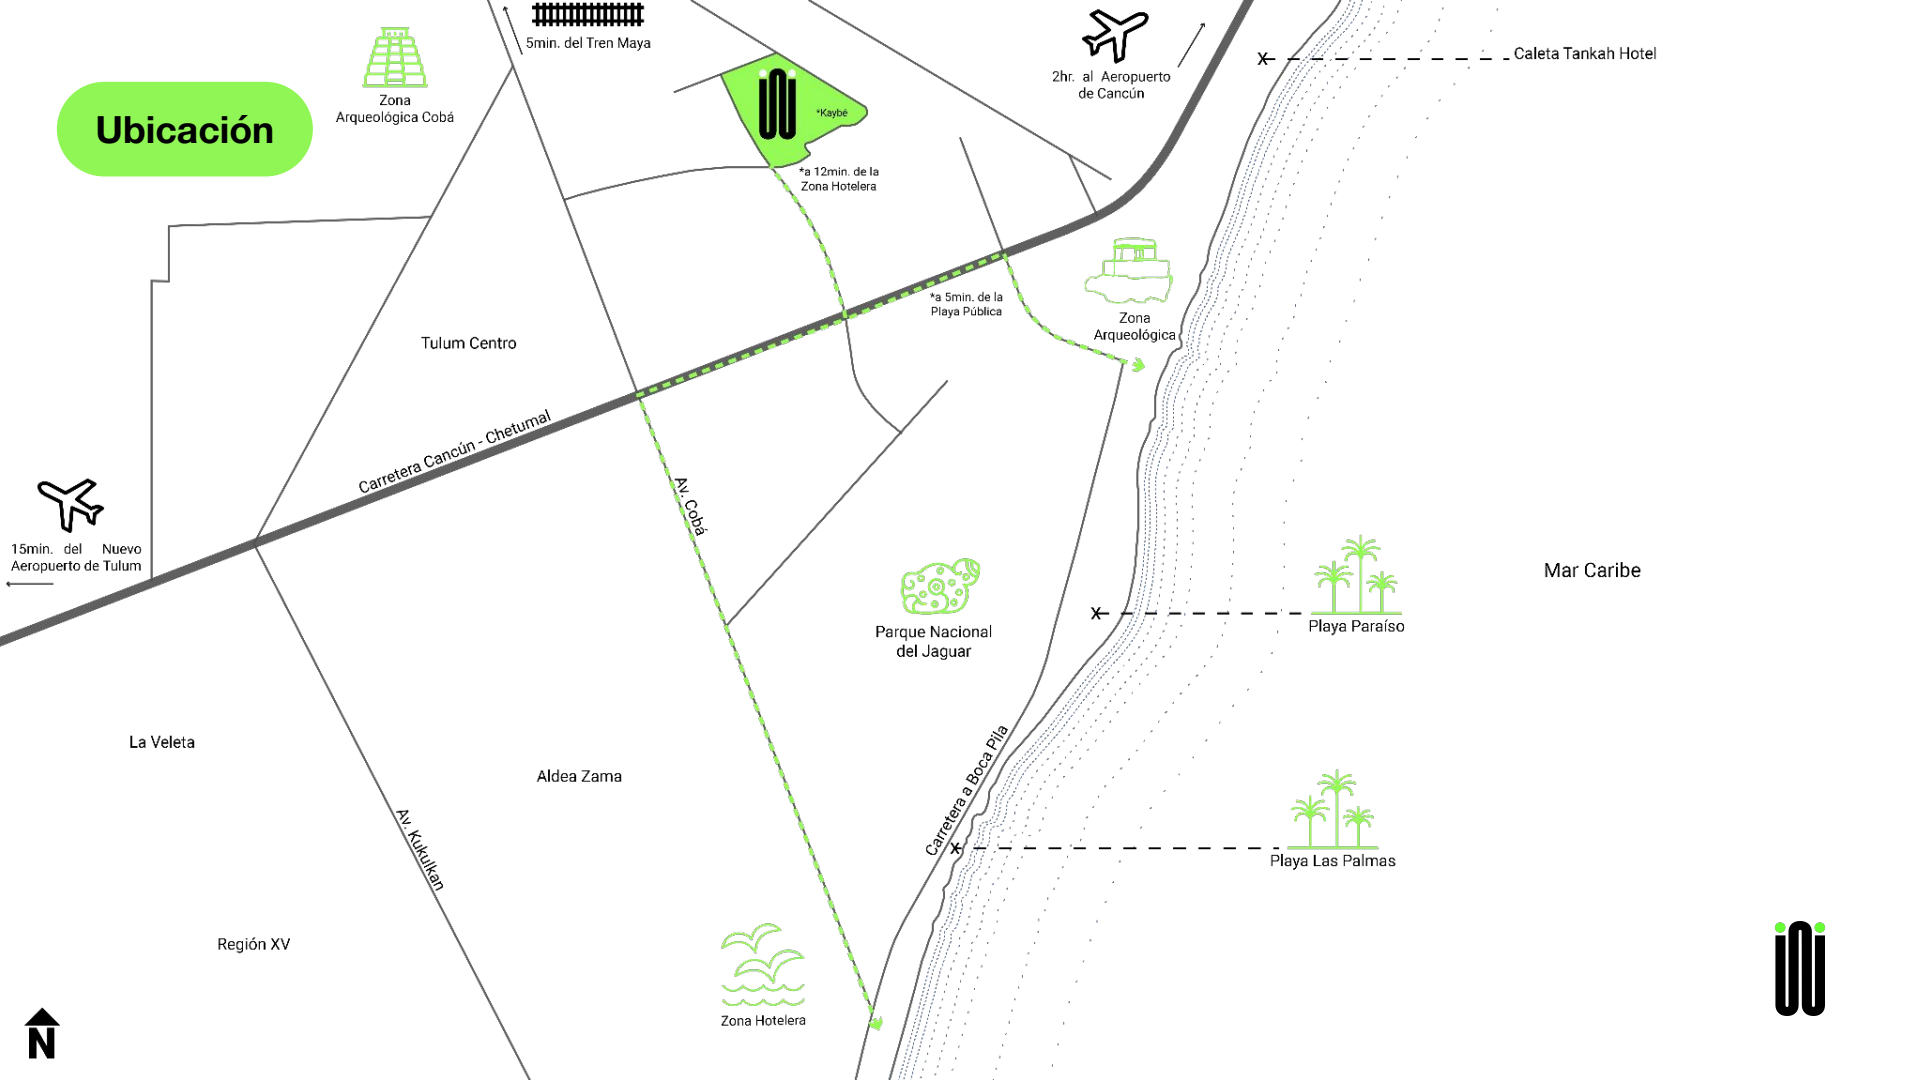 5min. del Tren Maya
Caleta Tankah Hotel
2hr. al Aeropuerto
de Cancún
Zona
Arqueológica Cobá
Ubicación
*Kaybé
*a 12min. de la
Zona Hotelera
*a 5min. de la
Playa Pública
Zona
Arqueológica
Tulum Centro
Carretera Cancún - Chetumal
Av. Cobá
15min. del Nuevo
Aeropuerto de Tulum
Mar Caribe
X
X
Playa Paraíso
Parque Nacional
del Jaguar
La Veleta
Aldea Zama
Carretera a Boca Pila
X
Playa Las Palmas
Av. Kukulkan
Región XV
Zona Hotelera
N